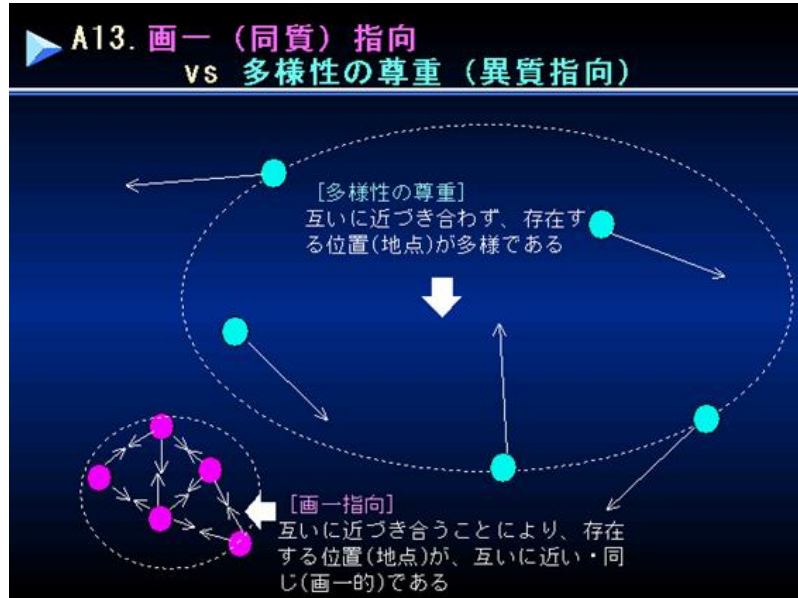 A13.画一（同質）指向
vs 多様性の尊重（異質指向）
[多様性の尊重]
互いに近づき合わず、存在す
る位置(地点)が多様である
[画一指向]
互いに近づき合うことにより、存在
する位置(地点)が、互いに近い・同
じ(画一的)である